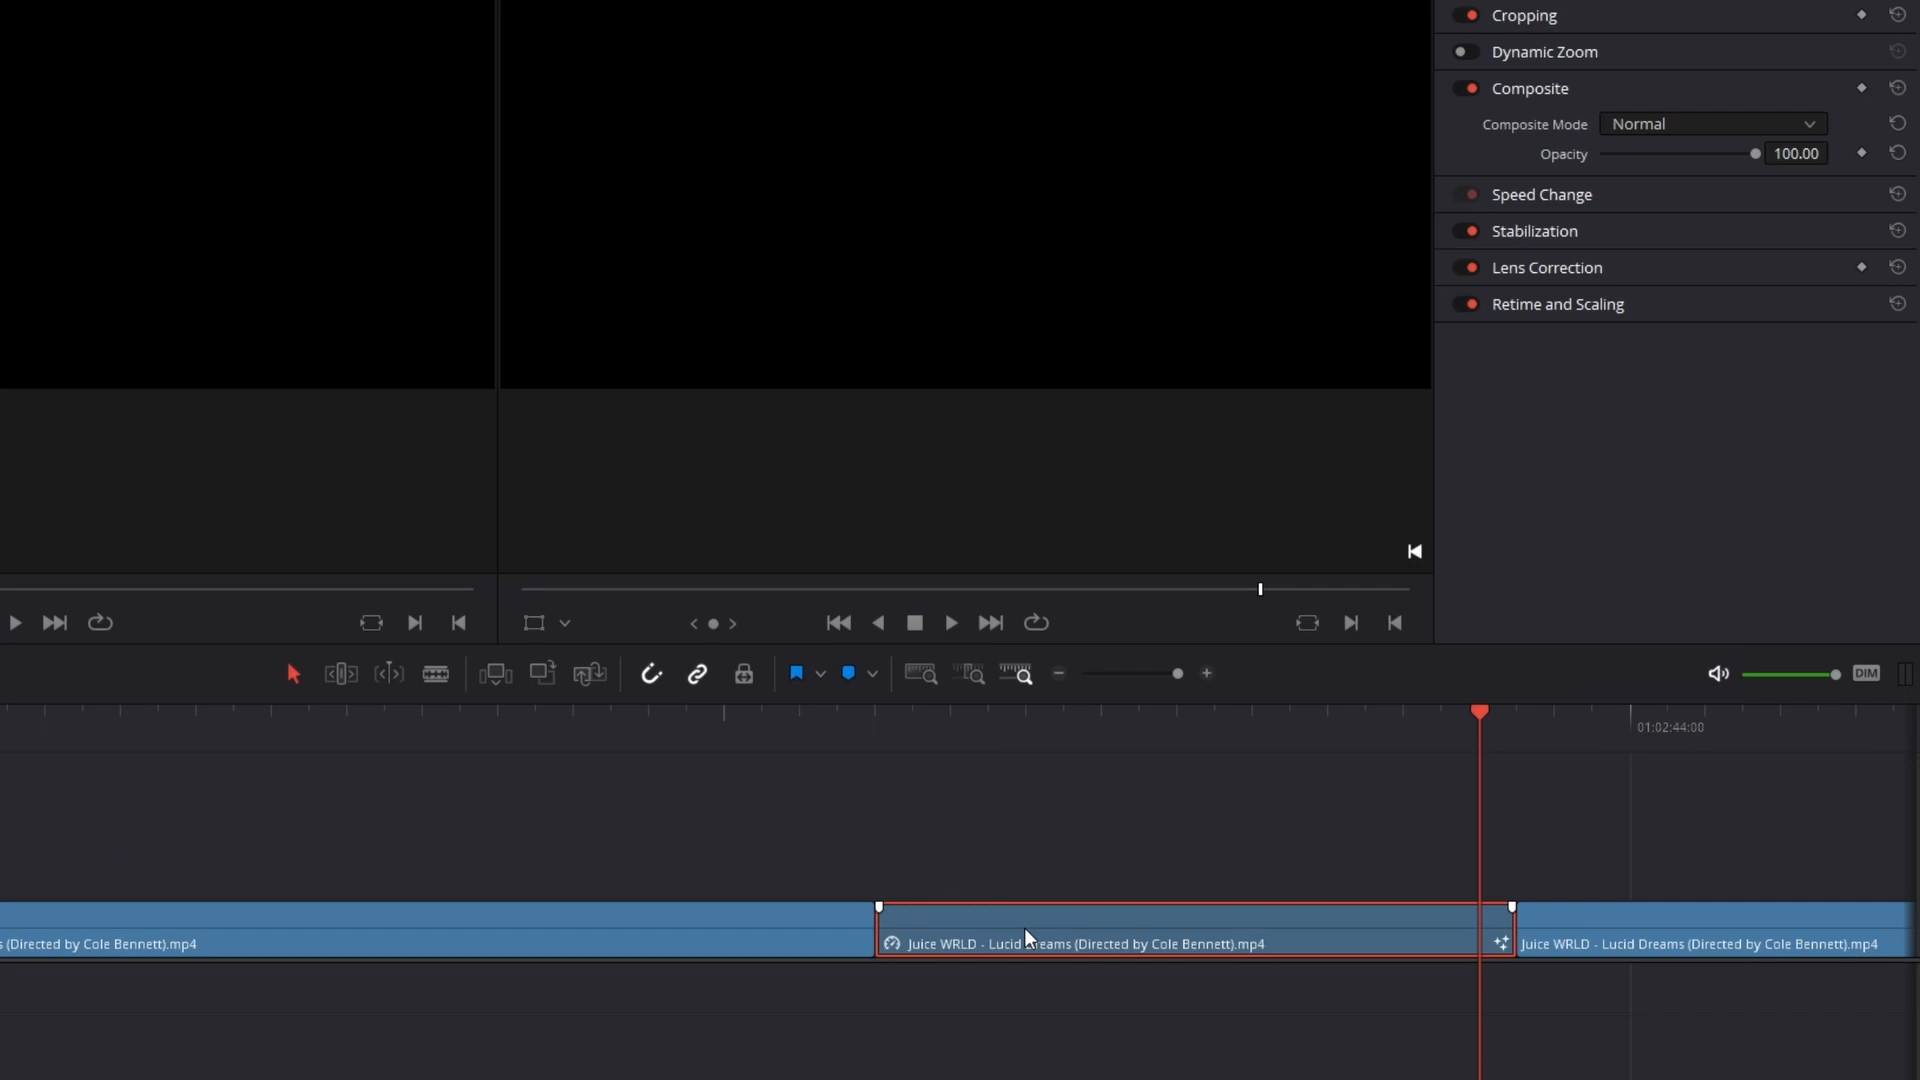 Cropping
Dynamic Zoom
Composite
Composite Mode Normal
Opacity 100.00
Speed Change
Stabilization
Lens Correction
Retime and Scaling
DIM
01:02:44:00
s (Directed by Cole Bennett).mp4
Juice WRLD - Lucid Dreams (Directed by Cole Bennett).mp4
Juice WRLD - Lucid Dreams (Directed by Cole Bennett).mp4